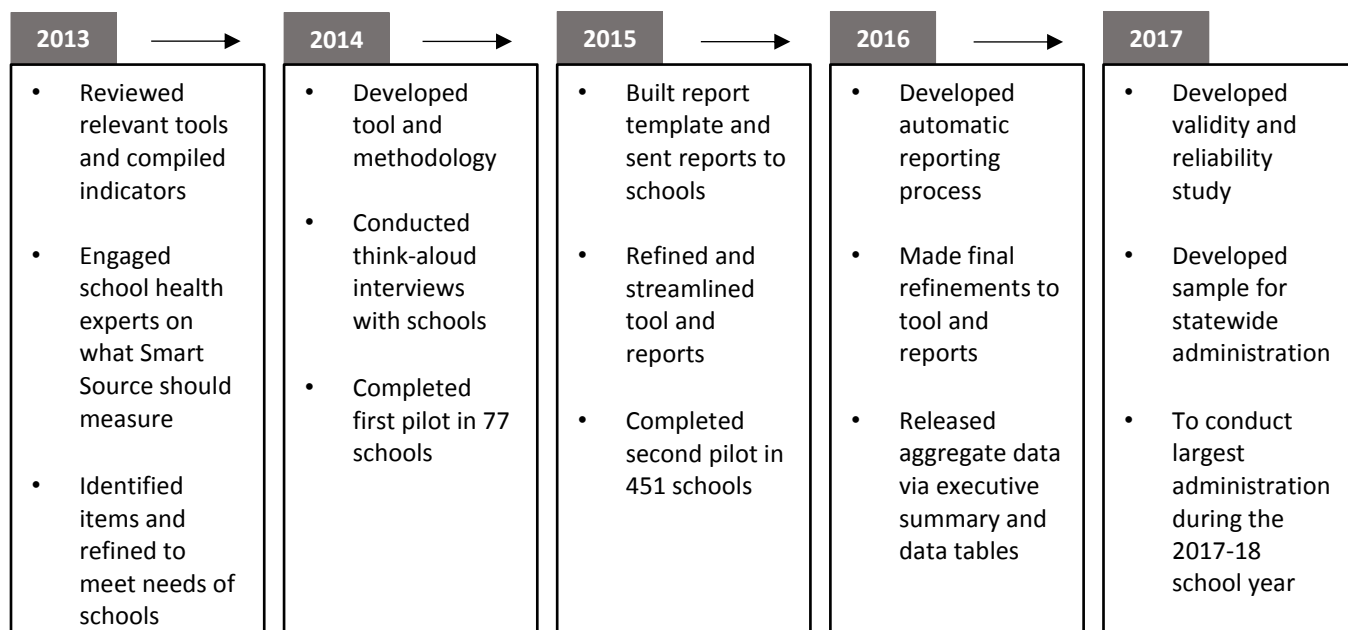 2013
• Reviewed
relevant tools
and compiled
indicators
• Engaged
school health
experts on
what Smart
Source should
measure
• Identified
items and
refined to
meet needs of
schools
2014
• Developed
tool and
methodology
• Conducted
think-aloud
interviews
with schools
• Completed
first pilot in 77
schools
2015
• Built report
template and
sent reports to
schools
• Refined and
streamlined
tool and
reports
• Completed
second pilot in
451 schools
2016
• Developed
automatic
reporting
process
• Made final
refinements to
tool and
reports
• Released
aggregate data
via executive
summary and
data tables
2017
• Developed
validity and
reliability
study
• Developed
sample for
statewide
administration
• To conduct
largest
administration
during the
2017-18
school year